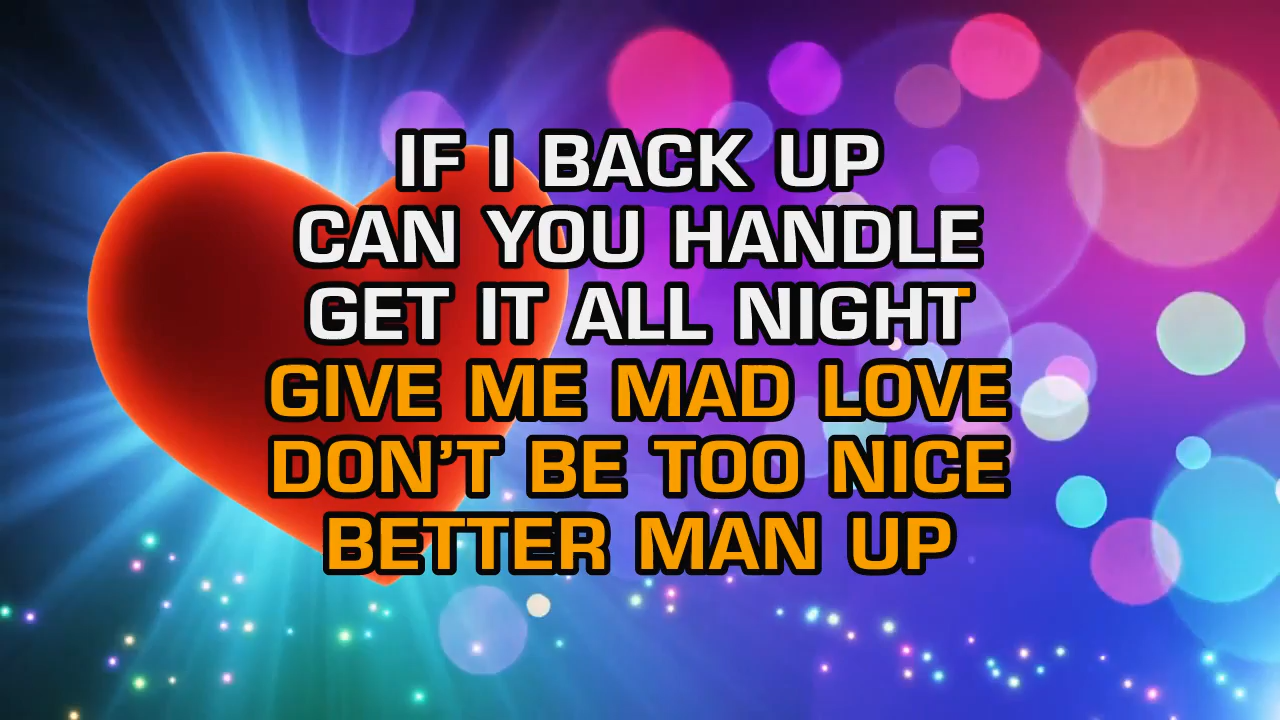 IF I BACK UP
CAN YOU HANDLE
GET IT ALL NIGHT
GIVE ME MAD LOVE
DON'T BE TOO NICE
BETTER MAN UP